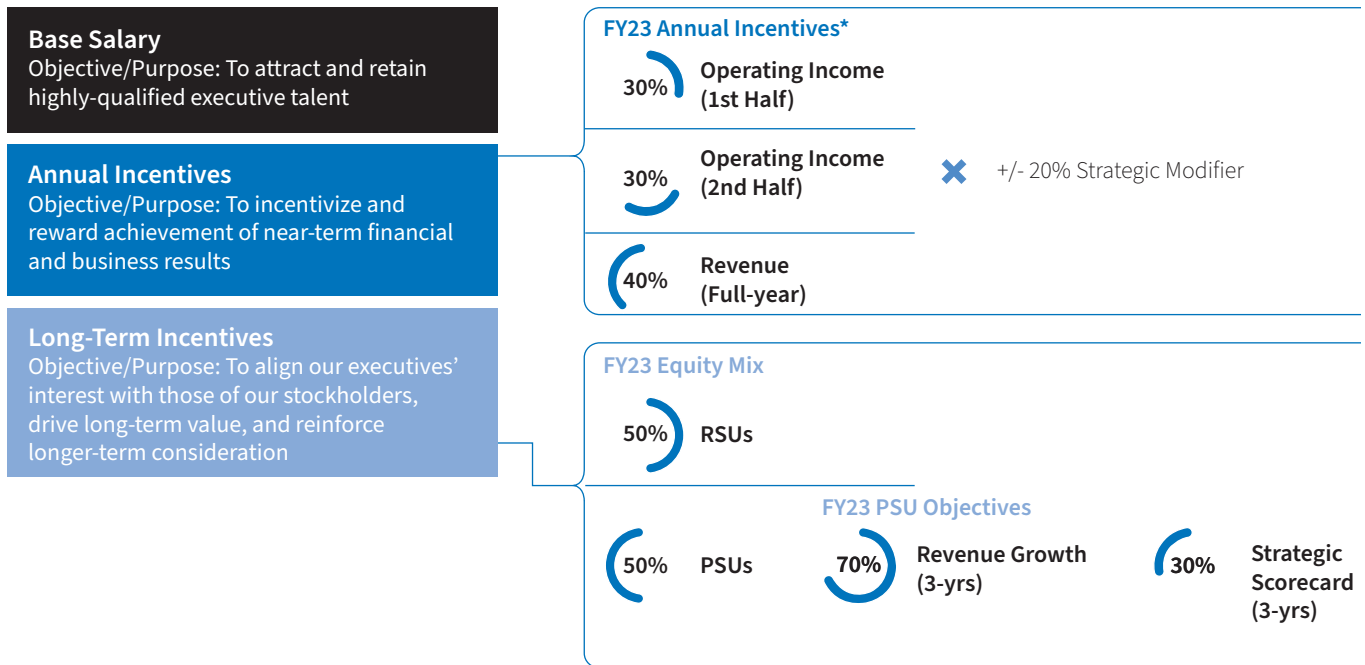 Base Salary
Objective/Purpose: To attract and retain
highly-qualified executive talent
Annual Incentives
Objective/Purpose: To incentivize and
reward achievement of near-term financial
and business results
Long-Term Incentives
Objective/Purpose: To align our executives’
interest with those of our stockholders,
drive long-term value, and reinforce
longer-term consideration
FY23 Annual Incentives*
30%
Operating Income
(1st Half)
30%
Operating Income
(2nd Half)
40%
Revenue
(Full-year)
+/- 20% Strategic Modifier
FY23 Equity Mix
50%
RSUs
50%
PSUs
FY23 PSU Objectives
70%
Revenue Growth
(3-yrs)
30%
Strategic
Scorecard
(3-yrs)